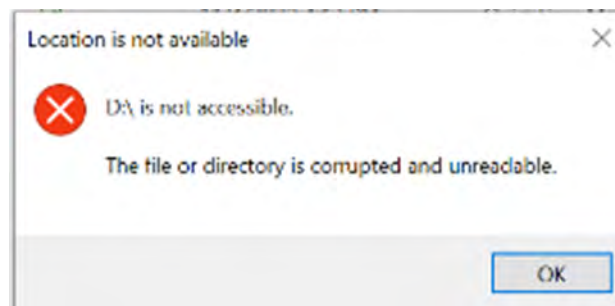 Location is not available
D:\ is not accessible.
The file or directory is corrupted and unreadable.
OK